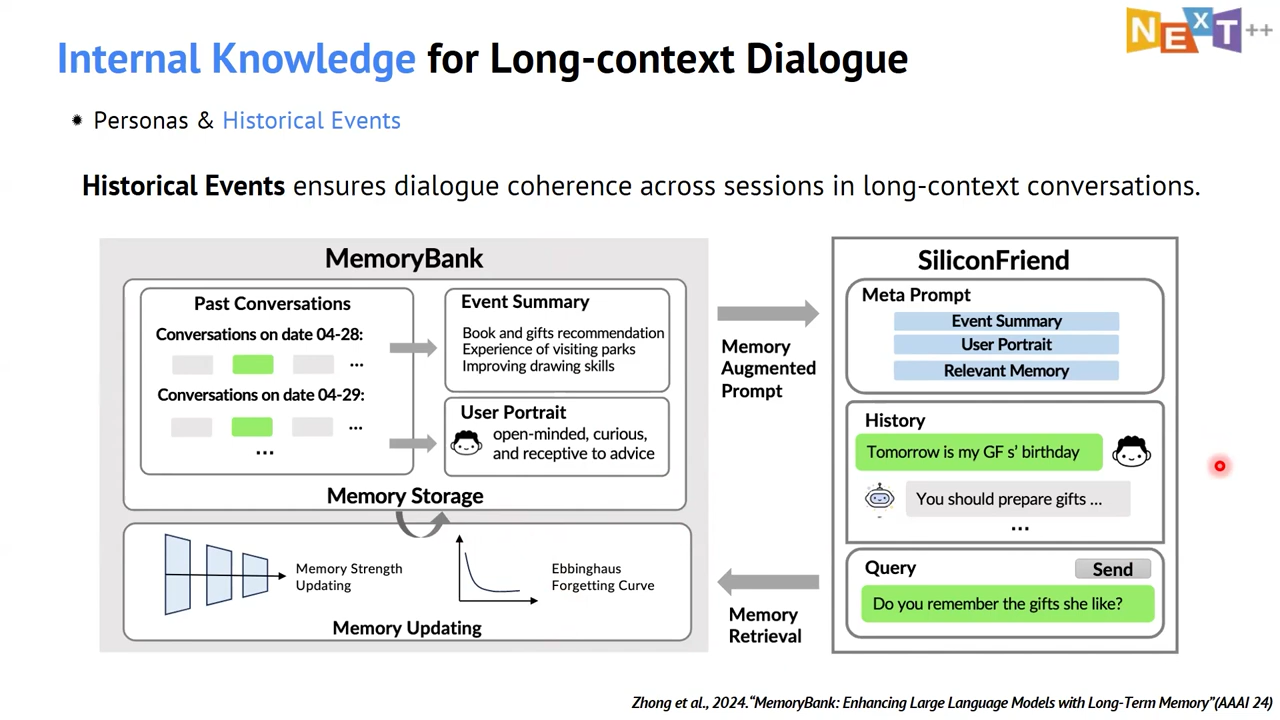 NExT++
Internal Knowledge for Long-context Dialogue
Personas & Historical Events
Historical Events ensures dialogue coherence across sessions in long-context conversations.
MemoryBank
Past Conversations
Conversations on date 04-28:
...
Conversations on date 04-29:
...
...
Event Summary
Book and gifts recommendation
Experience of visiting parks
Improving drawing skills
User Portrait
open-minded, curious,
and receptive to advice
Memory Storage
Memory Strength
Updating
Ebbinghaus
Forgetting Curve
Memory Updating
Memory
Augmented
Prompt
Memory
Retrieval
SiliconFriend
Meta Prompt
Event Summary
User Portrait
Relevant Memory
History
Tomorrow is my GF s’ birthday
You should prepare gifts ...
...
Query
Send
Do you remember the gifts she like?
Zhong et al., 2024.“MemoryBank: Enhancing Large Language Models with Long-Term Memory”(AAAI 24)